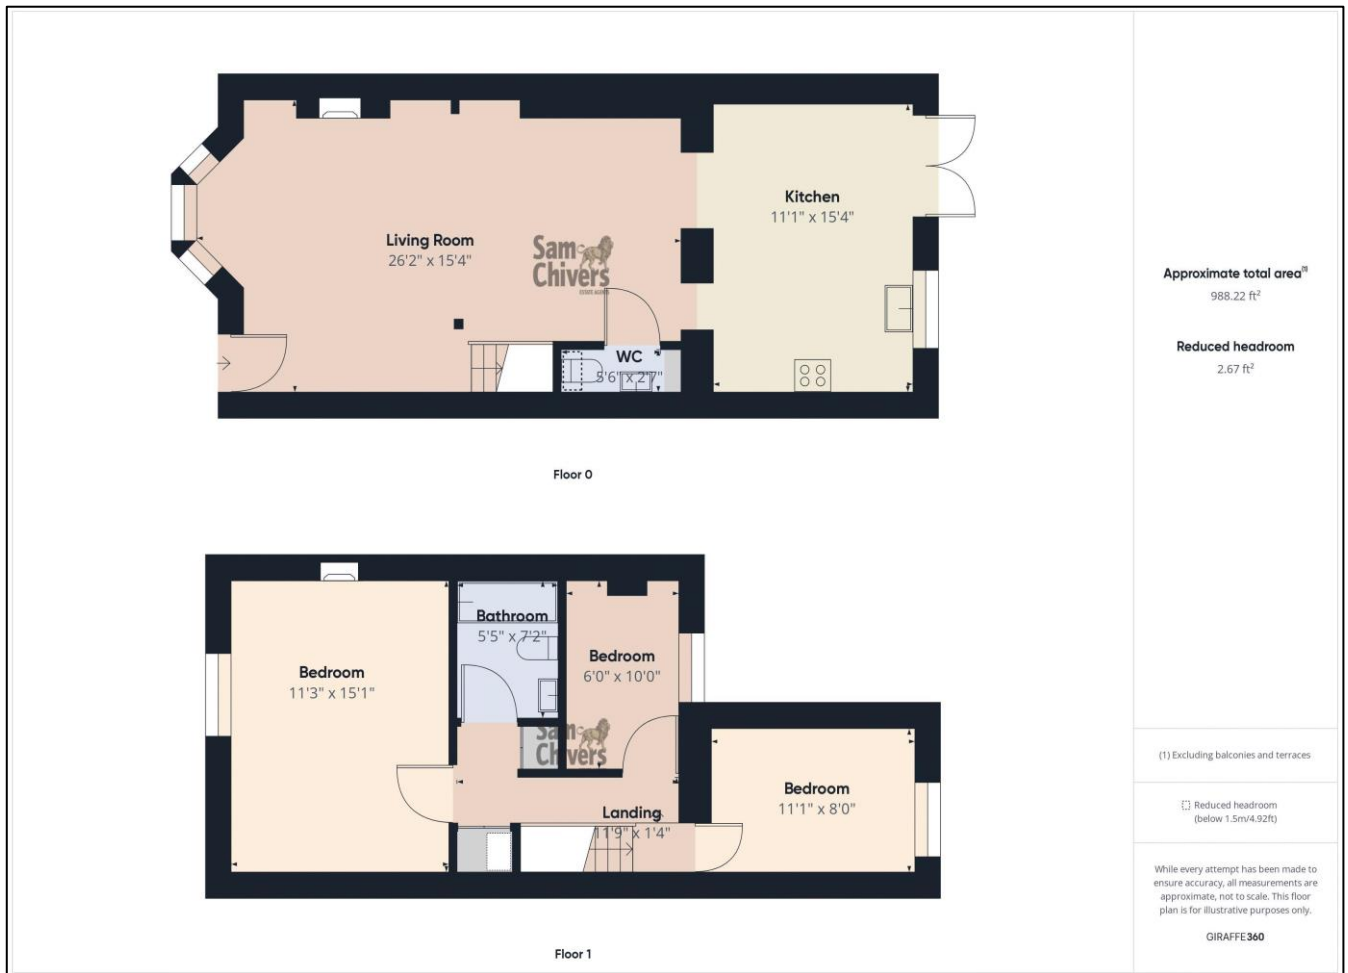 Kitchen
11'1" x 15'4"
Living Room
26'2" x 15'4"
Sam
Chivers
ESTATE AGENTS
WC
5'6" x 2'7"
Floor 0
Bathroom
5'5" x 7'2"
Bedroom
6'0" x 10'0"
Bedroom
11'3" x 15'1"
Sam
Chivers
Bedroom
11'1" x 8'0"
Landing
11'9" x 1'4"
Floor 1
Approximate total area(1)
988.22 ft²
Reduced headroom
2.67 ft²
(1) Excluding balconies and terraces
Reduced headroom
(below 1.5m/4.92ft)
While every attempt has been made to
ensure accuracy, all measurements are
approximate, not to scale. This floor
plan is for illustrative purposes only.
GIRAFFE360